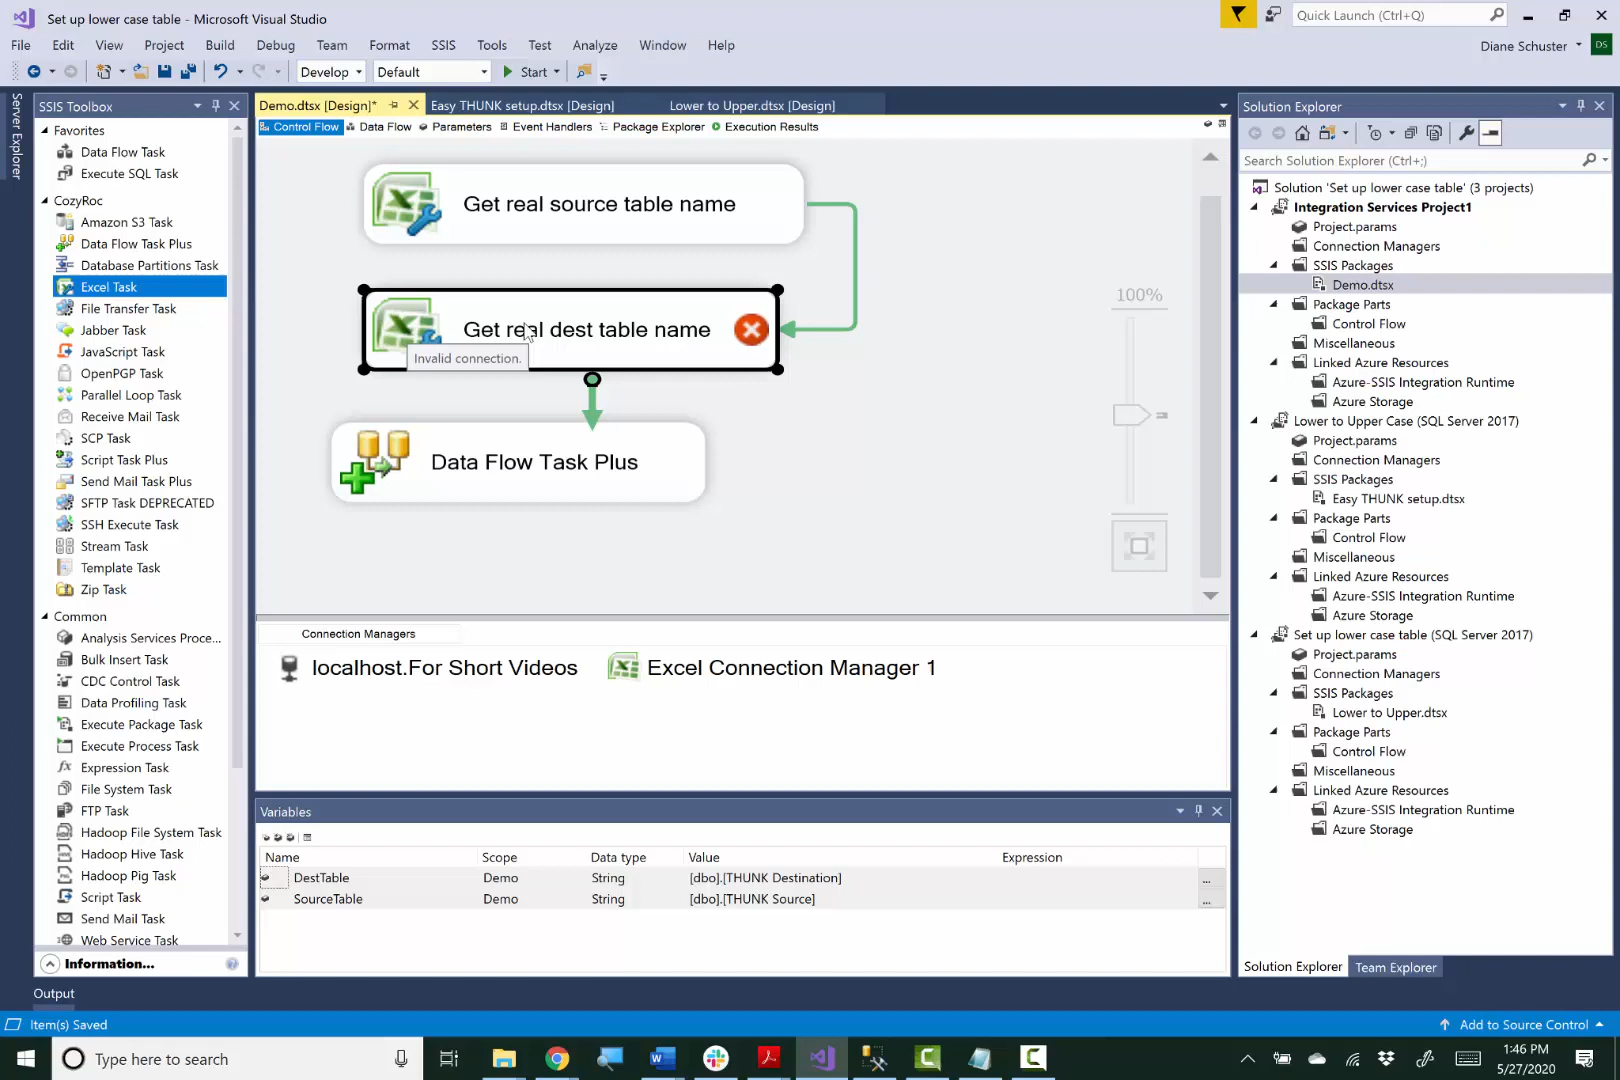 Set up lower case table - Microsoft Visual Studio
Quick Launch (Ctrl+Q)
File Edit View Project Build Debug Team Format SSIS Tools Test Analyze Window Help
Diane Schuster DS
Develop Default Start
Server Explorer
SSIS Toolbox
Favorites
Data Flow Task
Execute SQL Task
CozyRoc
Amazon S3 Task
Data Flow Task Plus
Database Partitions Task
Excel Task
File Transfer Task
Jabber Task
JavaScript Task
OpenPGP Task
Parallel Loop Task
Receive Mail Task
SCP Task
Script Task Plus
Send Mail Task Plus
SFTP Task DEPRECATED
SSH Execute Task
Stream Task
Template Task
Zip Task
Common
Analysis Services Proce...
Bulk Insert Task
CDC Control Task
Data Profiling Task
Execute Package Task
Execute Process Task
Expression Task
File System Task
FTP Task
Hadoop File System Task
Hadoop Hive Task
Hadoop Pig Task
Script Task
Send Mail Task
Web Service Task
Information...
Demo.dtsx [Design]* Easy THUNK setup.dtsx [Design] Lower to Upper.dtsx [Design]
Control Flow Data Flow Parameters Event Handlers Package Explorer Execution Results
Get real source table name
Get real dest table name
Invalid connection.
Data Flow Task Plus
100%
Connection Managers
localhost.For Short Videos Excel Connection Manager 1
Variables
Name Scope Data type Value Expression
DestTable Demo String [dbo].[THUNK Destination] ...
SourceTable Demo String [dbo].[THUNK Source] ...
Solution Explorer
Search Solution Explorer (Ctrl+;)
Solution 'Set up lower case table' (3 projects)
Integration Services Project1
Project.params
Connection Managers
SSIS Packages
Demo.dtsx
Package Parts
Control Flow
Miscellaneous
Linked Azure Resources
Azure-SSIS Integration Runtime
Azure Storage
Lower to Upper Case (SQL Server 2017)
Project.params
Connection Managers
SSIS Packages
Easy THUNK setup.dtsx
Package Parts
Control Flow
Miscellaneous
Linked Azure Resources
Azure-SSIS Integration Runtime
Azure Storage
Set up lower case table (SQL Server 2017)
Project.params
Connection Managers
SSIS Packages
Lower to Upper.dtsx
Package Parts
Control Flow
Miscellaneous
Linked Azure Resources
Azure-SSIS Integration Runtime
Azure Storage
Solution Explorer Team Explorer
Output
Item(s) Saved
Add to Source Control
Type here to search
1:46 PM
5/27/2020